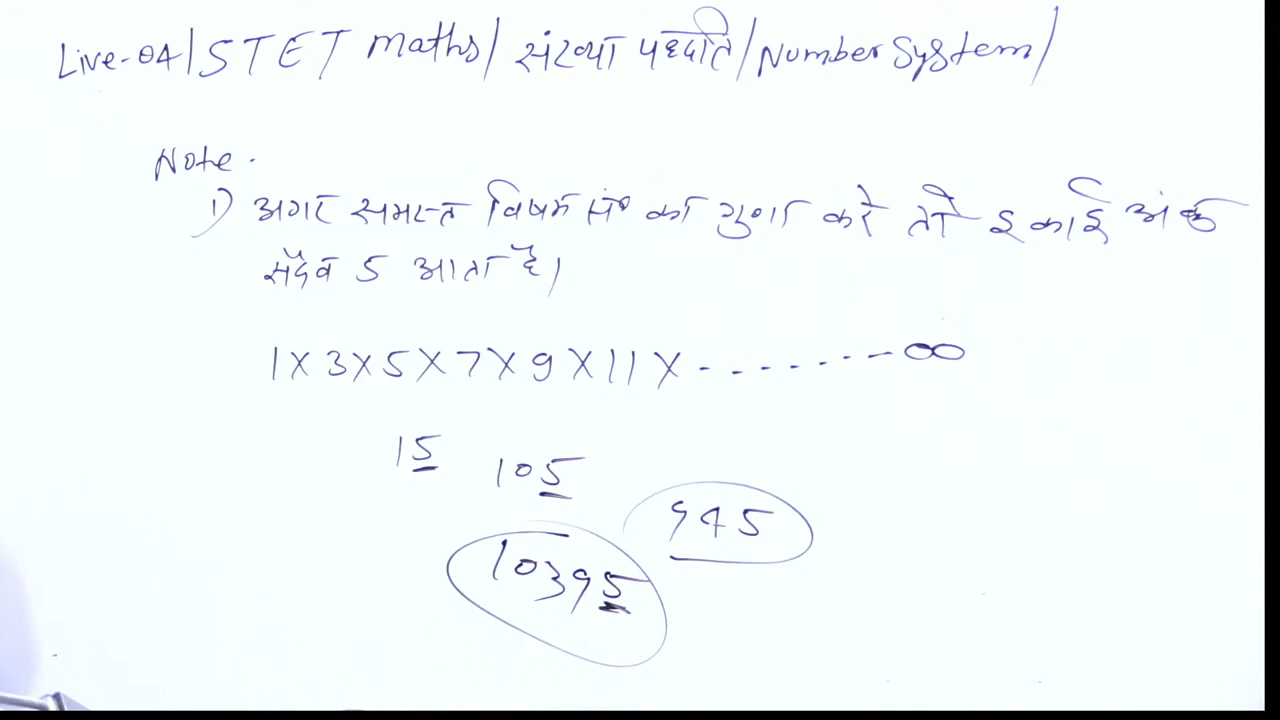 Live-04/STET Maths/संख्या पद्धति/Number System/
Note.
1) अगर समस्त विषम सं० का गुणा करे तो इकाई अंक
सदैव 5 आता है।
1×3×5×7×9×11×.......-∞
15 105
945
10395